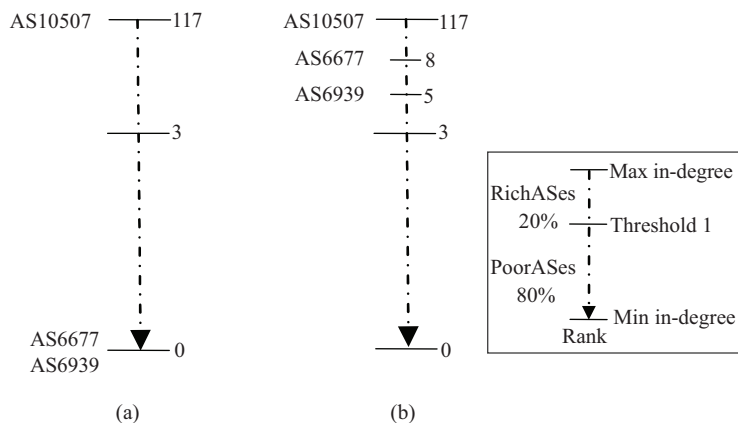 AS10507
117
3
AS6677
AS6939
0
(a)
AS10507
117
AS6677
8
AS6939
5
3
0
(b)
Max in-degree
RichASes
20%
Threshold 1
PoorASes
80%
Min in-degree
Rank